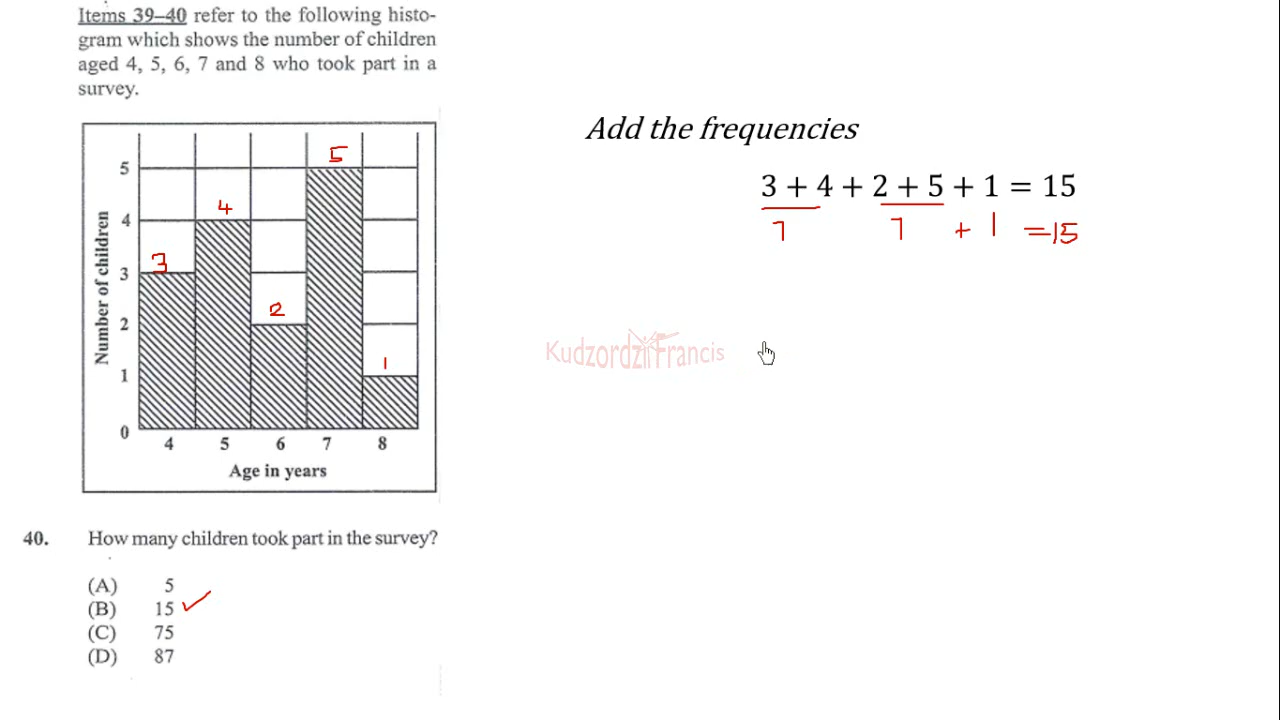 Items 39–40 refer to the following histo-
gram which shows the number of children
aged 4, 5, 6, 7 and 8 who took part in a
survey.
Number of children
5
4
3
2
1
0
3
4
2
5
1
4 5 6 7 8
Age in years
40. How many children took part in the survey?
(A) 5
(B) 15 ✓
(C) 75
(D) 87
Add the frequencies
3 + 4 + 2 + 5 + 1 = 15
7 7 + 1 = 15
Kudzordzi Francis